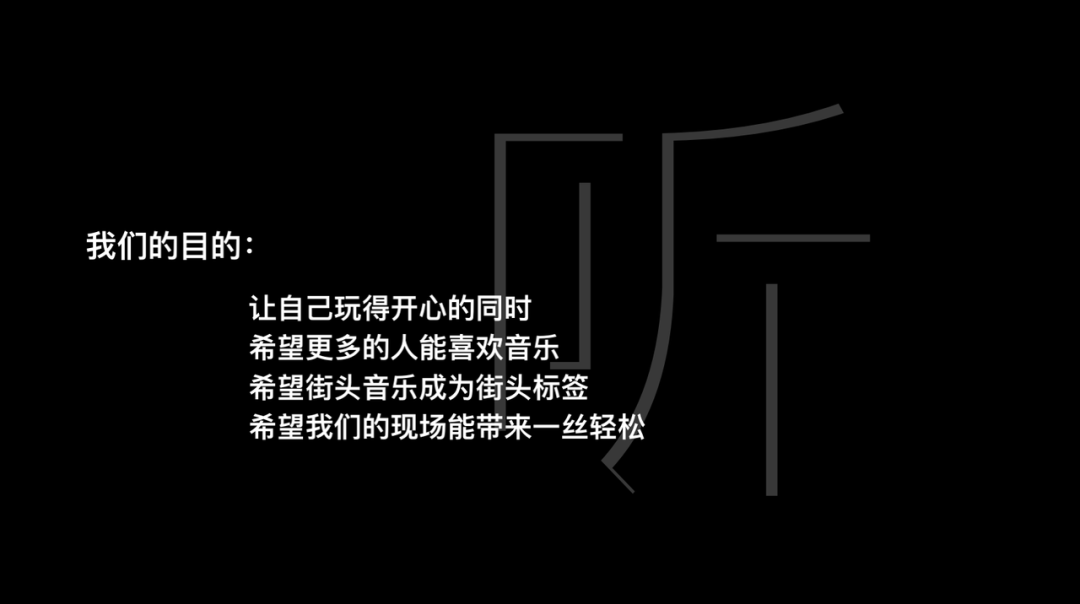 听
我们的目的：
让自己玩得开心的同时
希望更多的人能喜欢音乐
希望街头音乐成为街头标签
希望我们的现场能带来一丝轻松